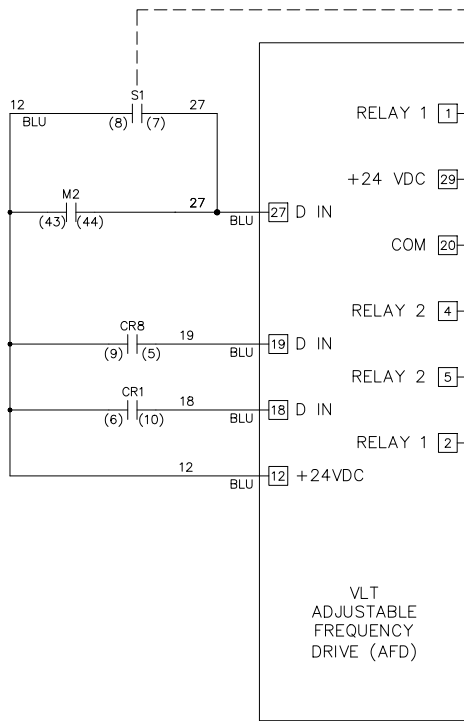 S1
12 27
BLU (8) (7)
RELAY 1 1
+24 VDC 29
M2
27
(43) (44) BLU 27 D IN
COM 20
RELAY 2 4
CR8
19
(9) (5) BLU 19 D IN
RELAY 2 5
CR1
18
(6) (10) BLU 18 D IN
RELAY 1 2
12
BLU 12 +24VDC
VLT
ADJUSTABLE
FREQUENCY
DRIVE (AFD)